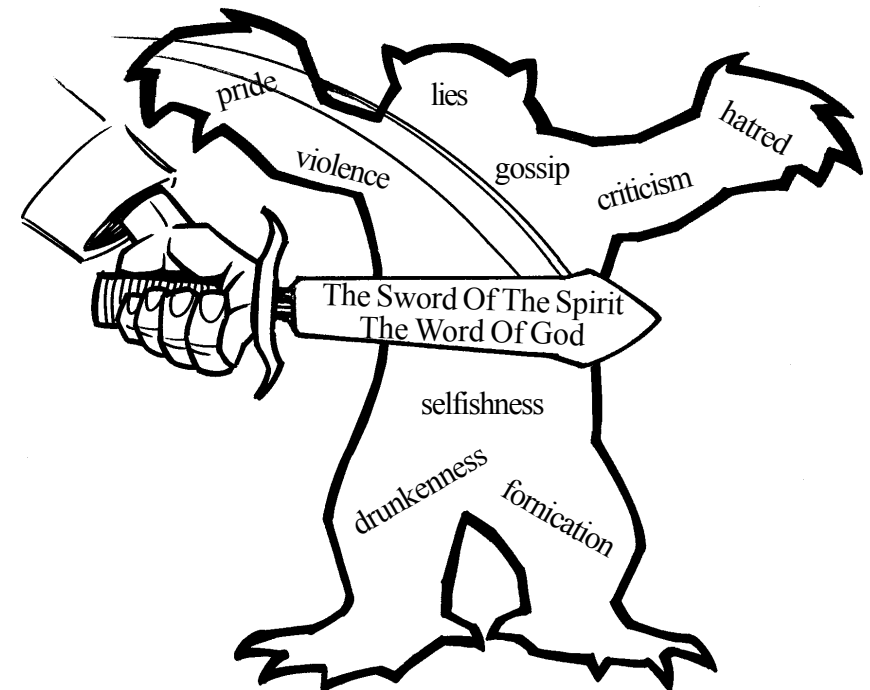 pride
lies
hatred
violence
gossip
criticism
The Sword Of The Spirit
The Word Of God
selfishness
drunkenness
fornication